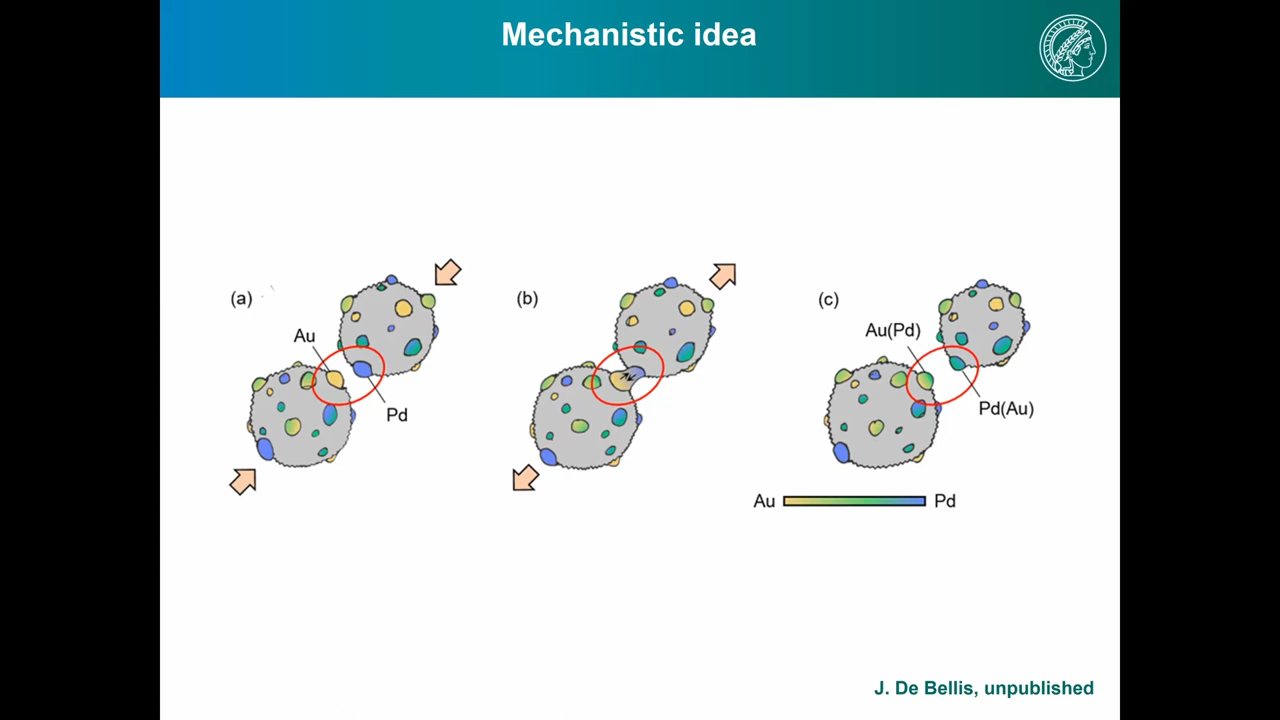 Mechanistic idea
(a)
Au
Pd
(b)
(c)
Au(Pd)
Pd(Au)
Au
Pd
J. De Bellis, unpublished